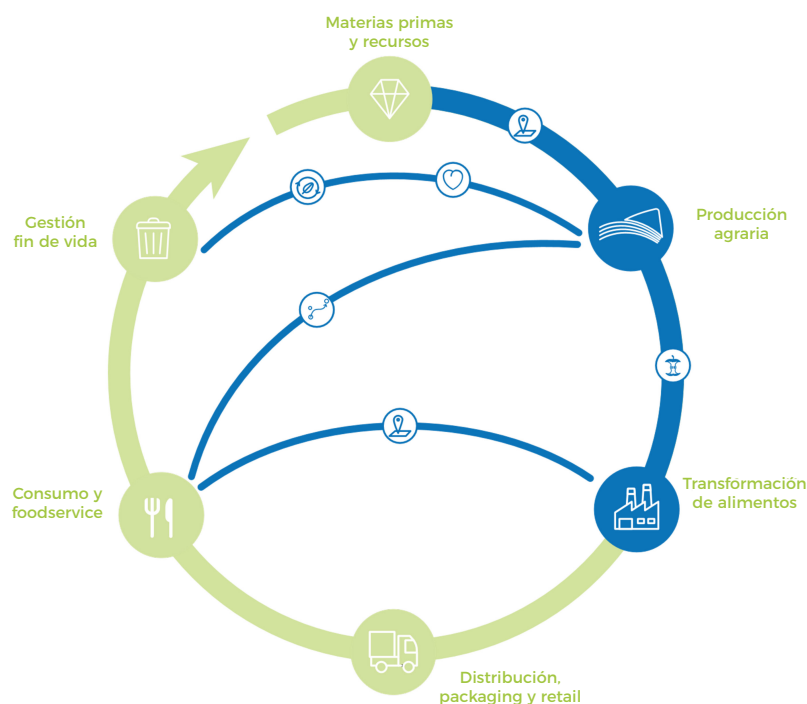 Materias primas
y recursos
Producción
agraria
Transformación
de alimentos
Distribución,
packaging y retail
Consumo y
foodservice
Gestión
fin de vida